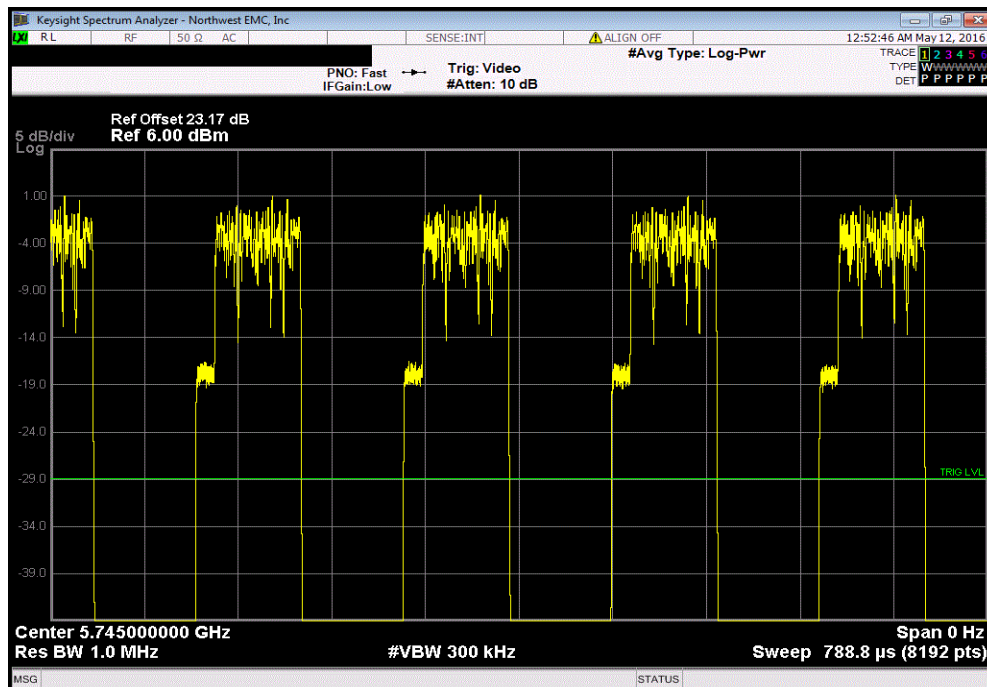 Keysight Spectrum Analyzer - Northwest EMC, Inc
LXI RL RF 50 Ω AC SENSE:INT ALIGN OFF 12:52:46 AM May 12, 2016
#Avg Type: Log-Pwr
TRACE 1 2 3 4 5 6
PNO: Fast Trig: Video TYPE WWWWWW
IFGain:Low #Atten: 10 dB DET P P P P P P
Ref Offset 23.17 dB
5 dB/div Ref 6.00 dBm
Log
1.00
-4.00
-9.00
-14.0
-19.0
-24.0
TRIG LVL
-29.0
-34.0
-39.0
Center 5.745000000 GHz Span 0 Hz
Res BW 1.0 MHz #VBW 300 kHz Sweep 788.8 µs (8192 pts)
MSG STATUS